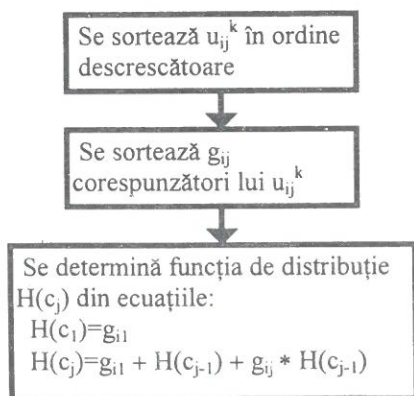 Se sortează u_ij^k în ordine
descrescătoare
Se sortează g_ij
corespunzători lui u_ij^k
Se determină funcția de distribuție
H(c_j) din ecuațiile:
H(c_1)=g_i1
H(c_j)=g_i1 + H(c_j-1) + g_ij * H(c_j-1)